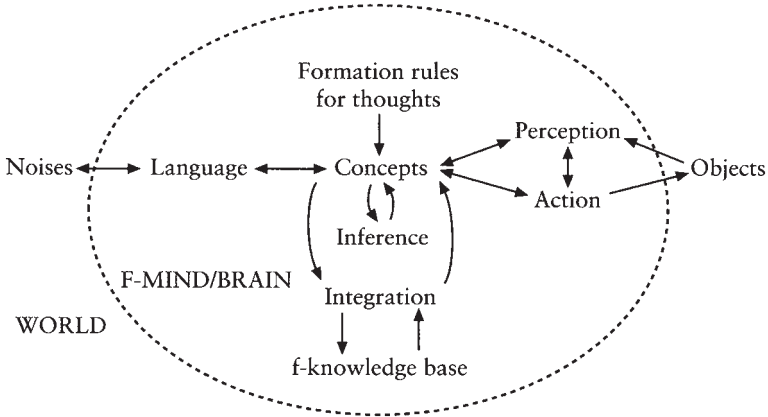 Formation rules
for thoughts
Perception
Noises
Language
Concepts
Objects
Action
Inference
F-MIND/BRAIN
Integration
WORLD
f-knowledge base